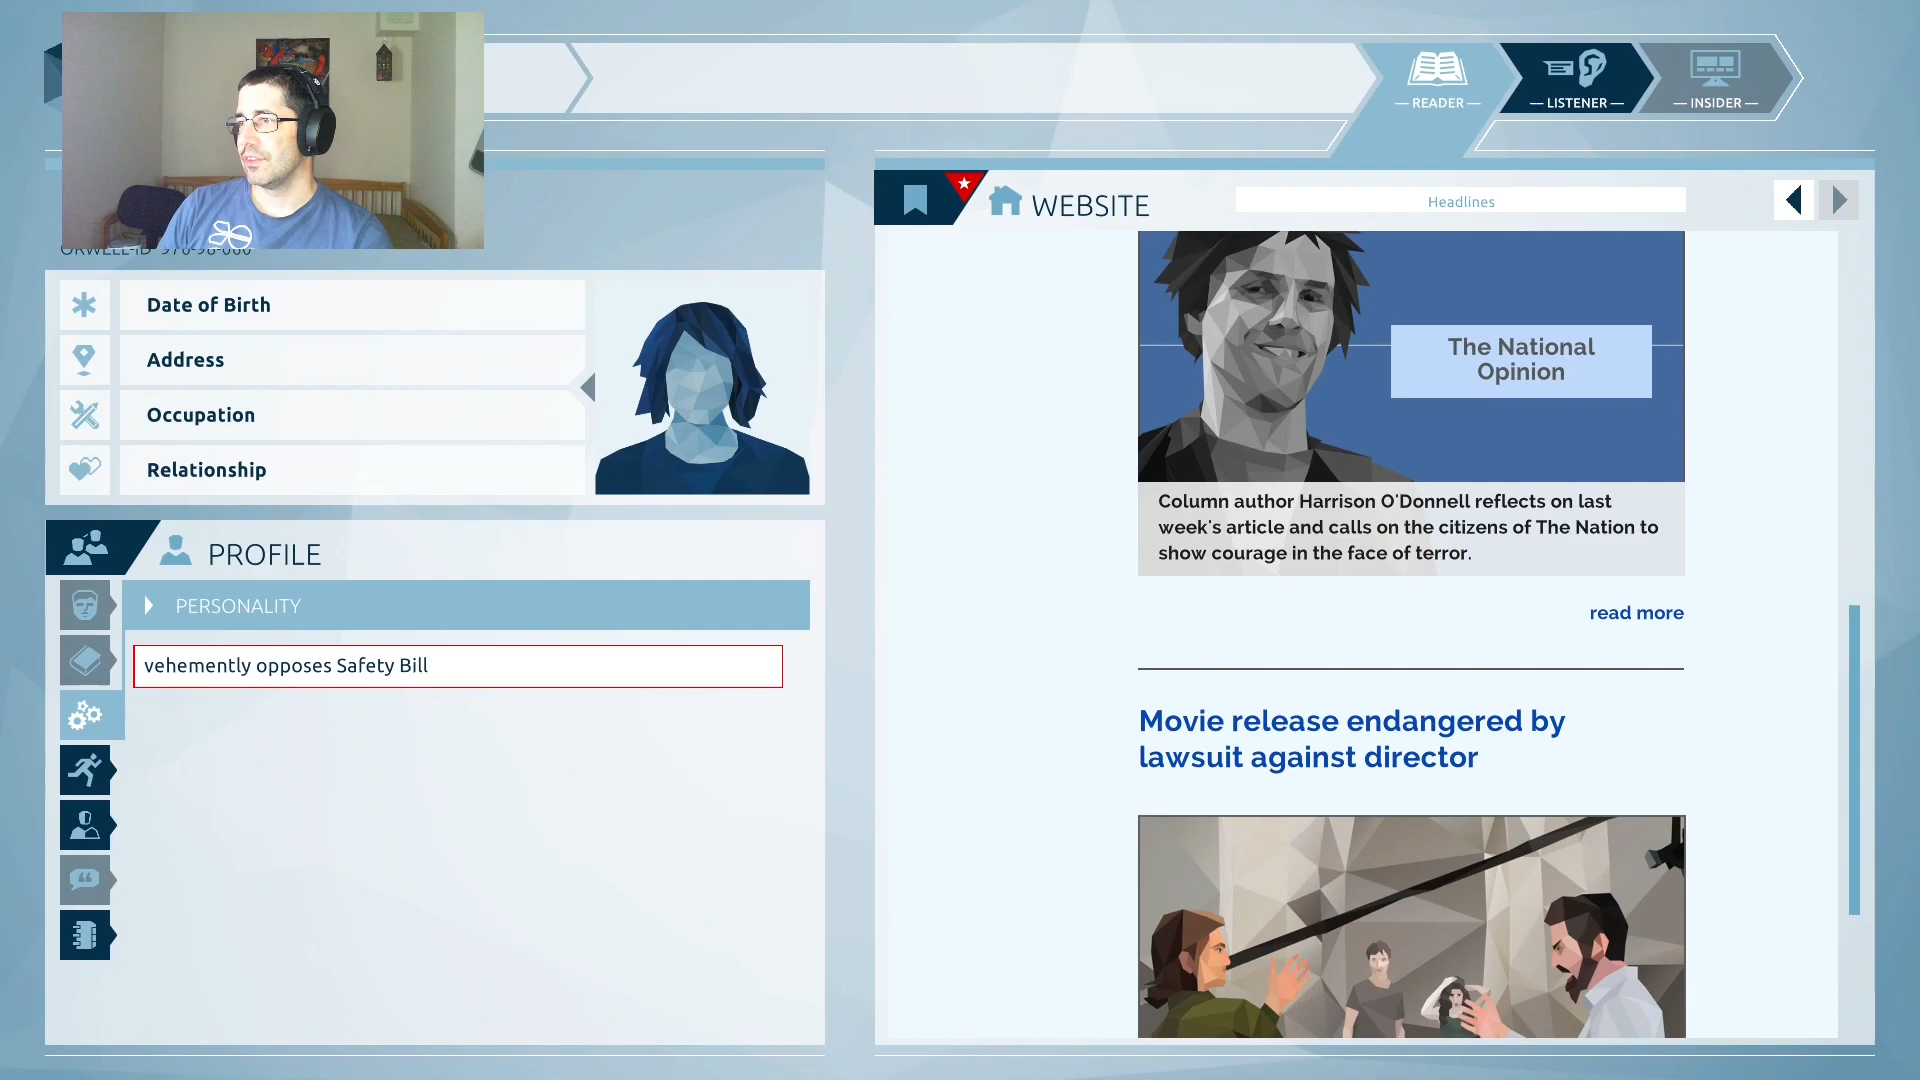 READER
LISTENER
INSIDER
Date of Birth
Address
Occupation
Relationship
PROFILE
PERSONALITY
vehemently opposes Safety Bill
WEBSITE
Headlines
The National
Opinion
Column author Harrison O'Donnell reflects on last
week's article and calls on the citizens of The Nation to
show courage in the face of terror.
read more
Movie release endangered by
lawsuit against director